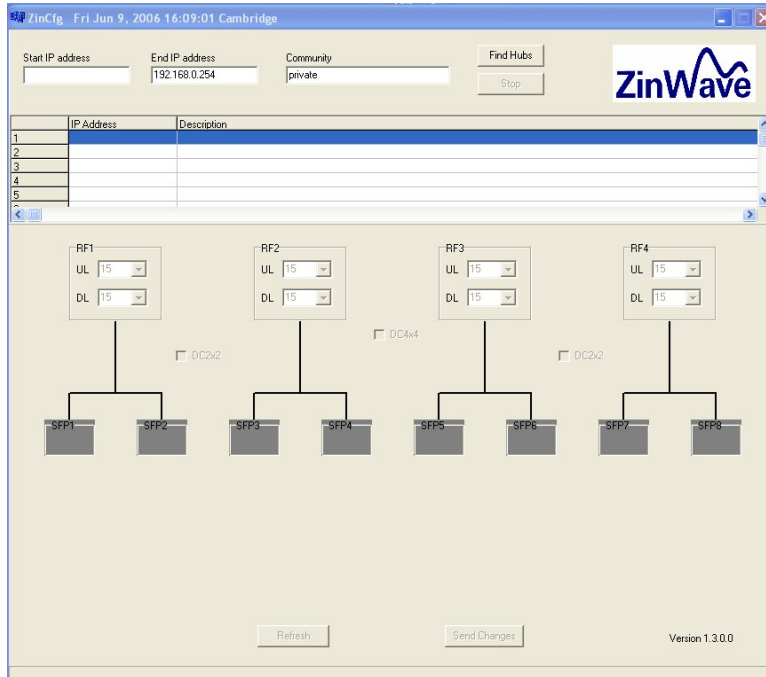 ZinCfg Fri Jun 9, 2006 16:09:01 Cambridge
Start IP address End IP address Community Find Hubs
192.168.0.254 private Stop
ZinWave
IP Address Description
1
2
3
4
5
RF1 RF2 RF3 RF4
UL 15 UL 15 UL 15 UL 15
DL 15 DL 15 DL 15 DL 15
DC4x4
DC2x2 DC2x2
SFP1 SFP2 SFP3 SFP4 SFP5 SFP6 SFP7 SFP8
Refresh Send Changes Version 1.3.0.0